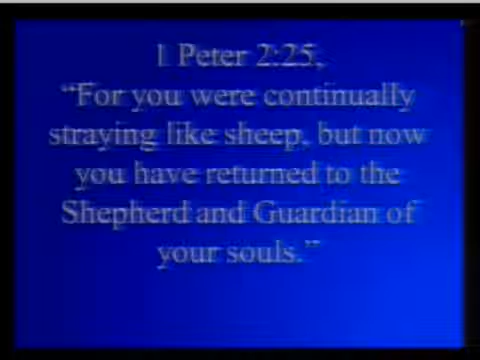 1 Peter 2:25,
“For you were continually
straying like sheep, but now
you have returned to the
Shepherd and Guardian of
your souls.”